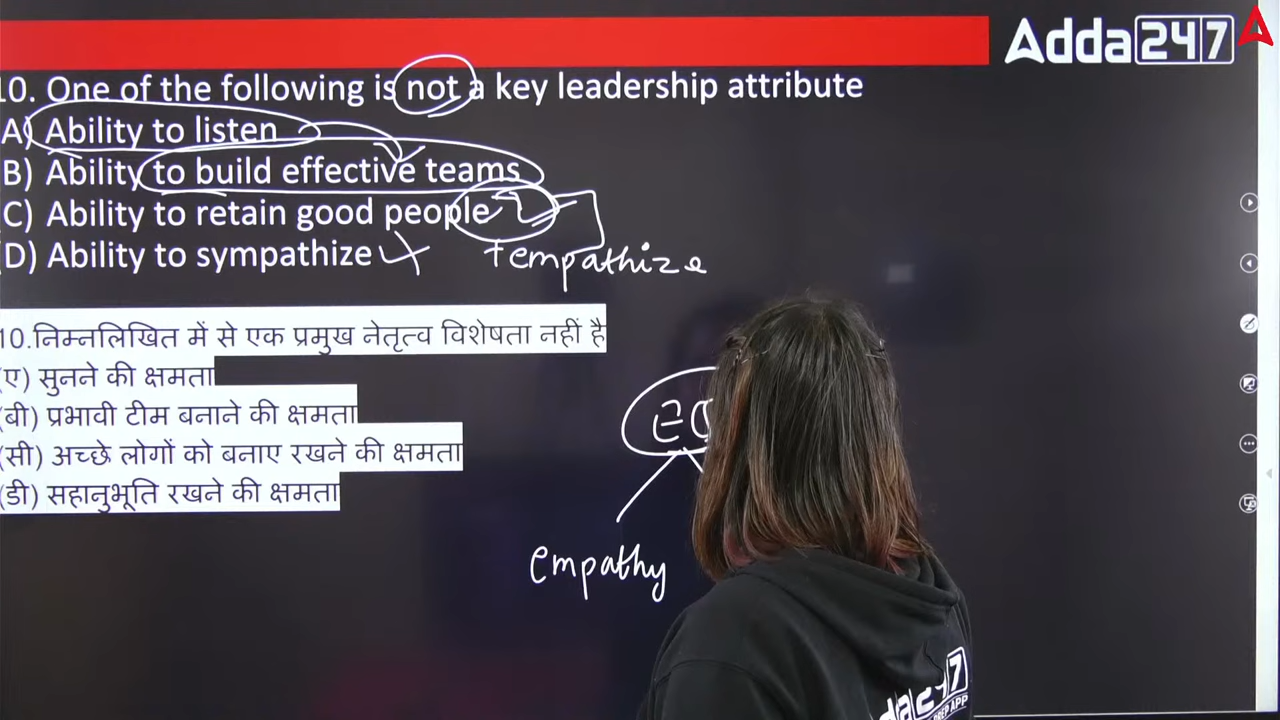 Adda247
10. One of the following is not a key leadership attribute
A) Ability to listen
B) Ability to build effective teams
C) Ability to retain good people
D) Ability to sympathize
empathize
10.निम्नलिखित में से एक प्रमुख नेतृत्व विशेषता नहीं है
(ए) सुनने की क्षमता
(बी) प्रभावी टीम बनाने की क्षमता
(सी) अच्छे लोगों को बनाए रखने की क्षमता
(डी) सहानुभूति रखने की क्षमता
empathy